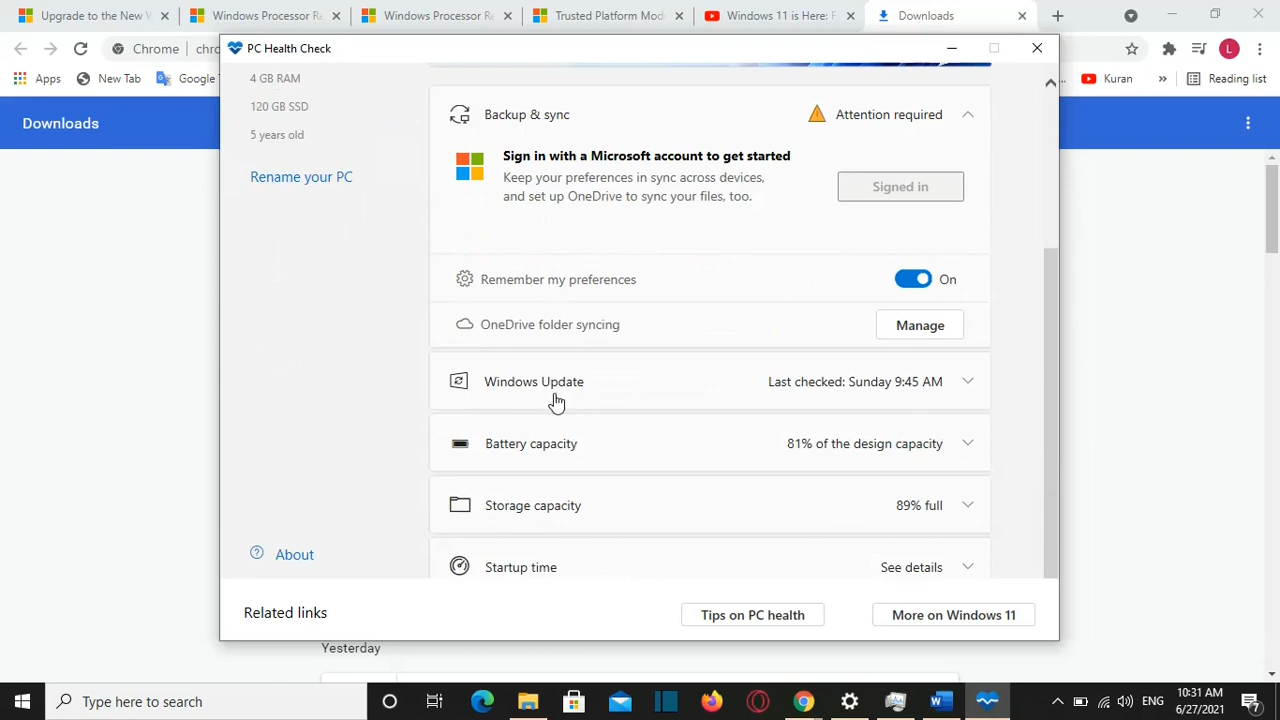 Upgrade to the New W
Windows Processor Re
Windows Processor Re
Trusted Platform Mod
Windows 11 is Here: F
Downloads
Chrome
chro
L
Apps
New Tab
Google
Kuran
»
Reading list
Downloads
PC Health Check
4 GB RAM
120 GB SSD
5 years old
Rename your PC
Backup & sync
Attention required
Sign in with a Microsoft account to get started
Keep your preferences in sync across devices,
and set up OneDrive to sync your files, too.
Signed in
Remember my preferences
On
OneDrive folder syncing
Manage
Windows Update
Last checked: Sunday 9:45 AM
Battery capacity
81% of the design capacity
Storage capacity
89% full
Startup time
See details
About
Related links
Tips on PC health
More on Windows 11
Yesterday
Type here to search
ENG
10:31 AM
6/27/2021
7